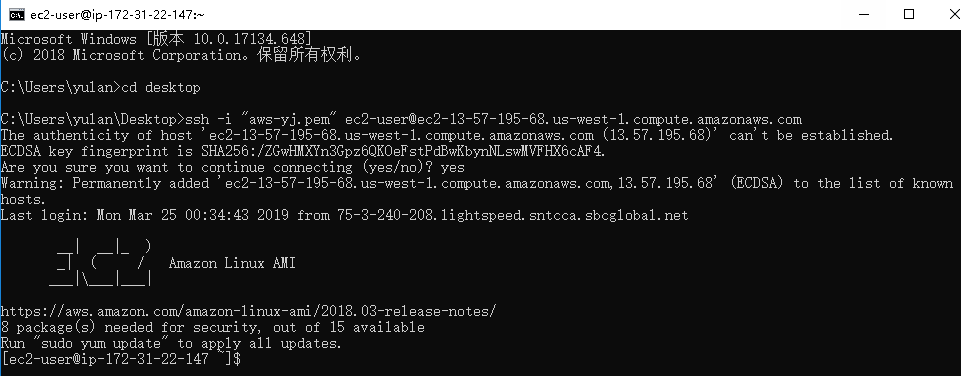 ec2-user@ip-172-31-22-147:~
Microsoft Windows [版本 10.0.17134.648]
(c) 2018 Microsoft Corporation。保留所有权利。
C:\Users\yulan>cd desktop
C:\Users\yulan\Desktop>ssh -i "aws-yj.pem" ec2-user@ec2-13-57-195-68.us-west-1.compute.amazonaws.com
The authenticity of host 'ec2-13-57-195-68.us-west-1.compute.amazonaws.com (13.57.195.68)' can't be established.
ECDSA key fingerprint is SHA256:/ZGwHMXYn3Gpz6QKOeFstPdBwKbynNLswMVFHX6cAF4.
Are you sure you want to continue connecting (yes/no)? yes
Warning: Permanently added 'ec2-13-57-195-68.us-west-1.compute.amazonaws.com,13.57.195.68' (ECDSA) to the list of known
hosts.
Last login: Mon Mar 25 00:34:43 2019 from 75-3-240-208.lightspeed.sntcca.sbcglobal.net
__|  __|_  )
_|  (     /   Amazon Linux AMI
___|\___|___|
https://aws.amazon.com/amazon-linux-ami/2018.03-release-notes/
8 package(s) needed for security, out of 15 available
Run "sudo yum update" to apply all updates.
[ec2-user@ip-172-31-22-147 ~]$